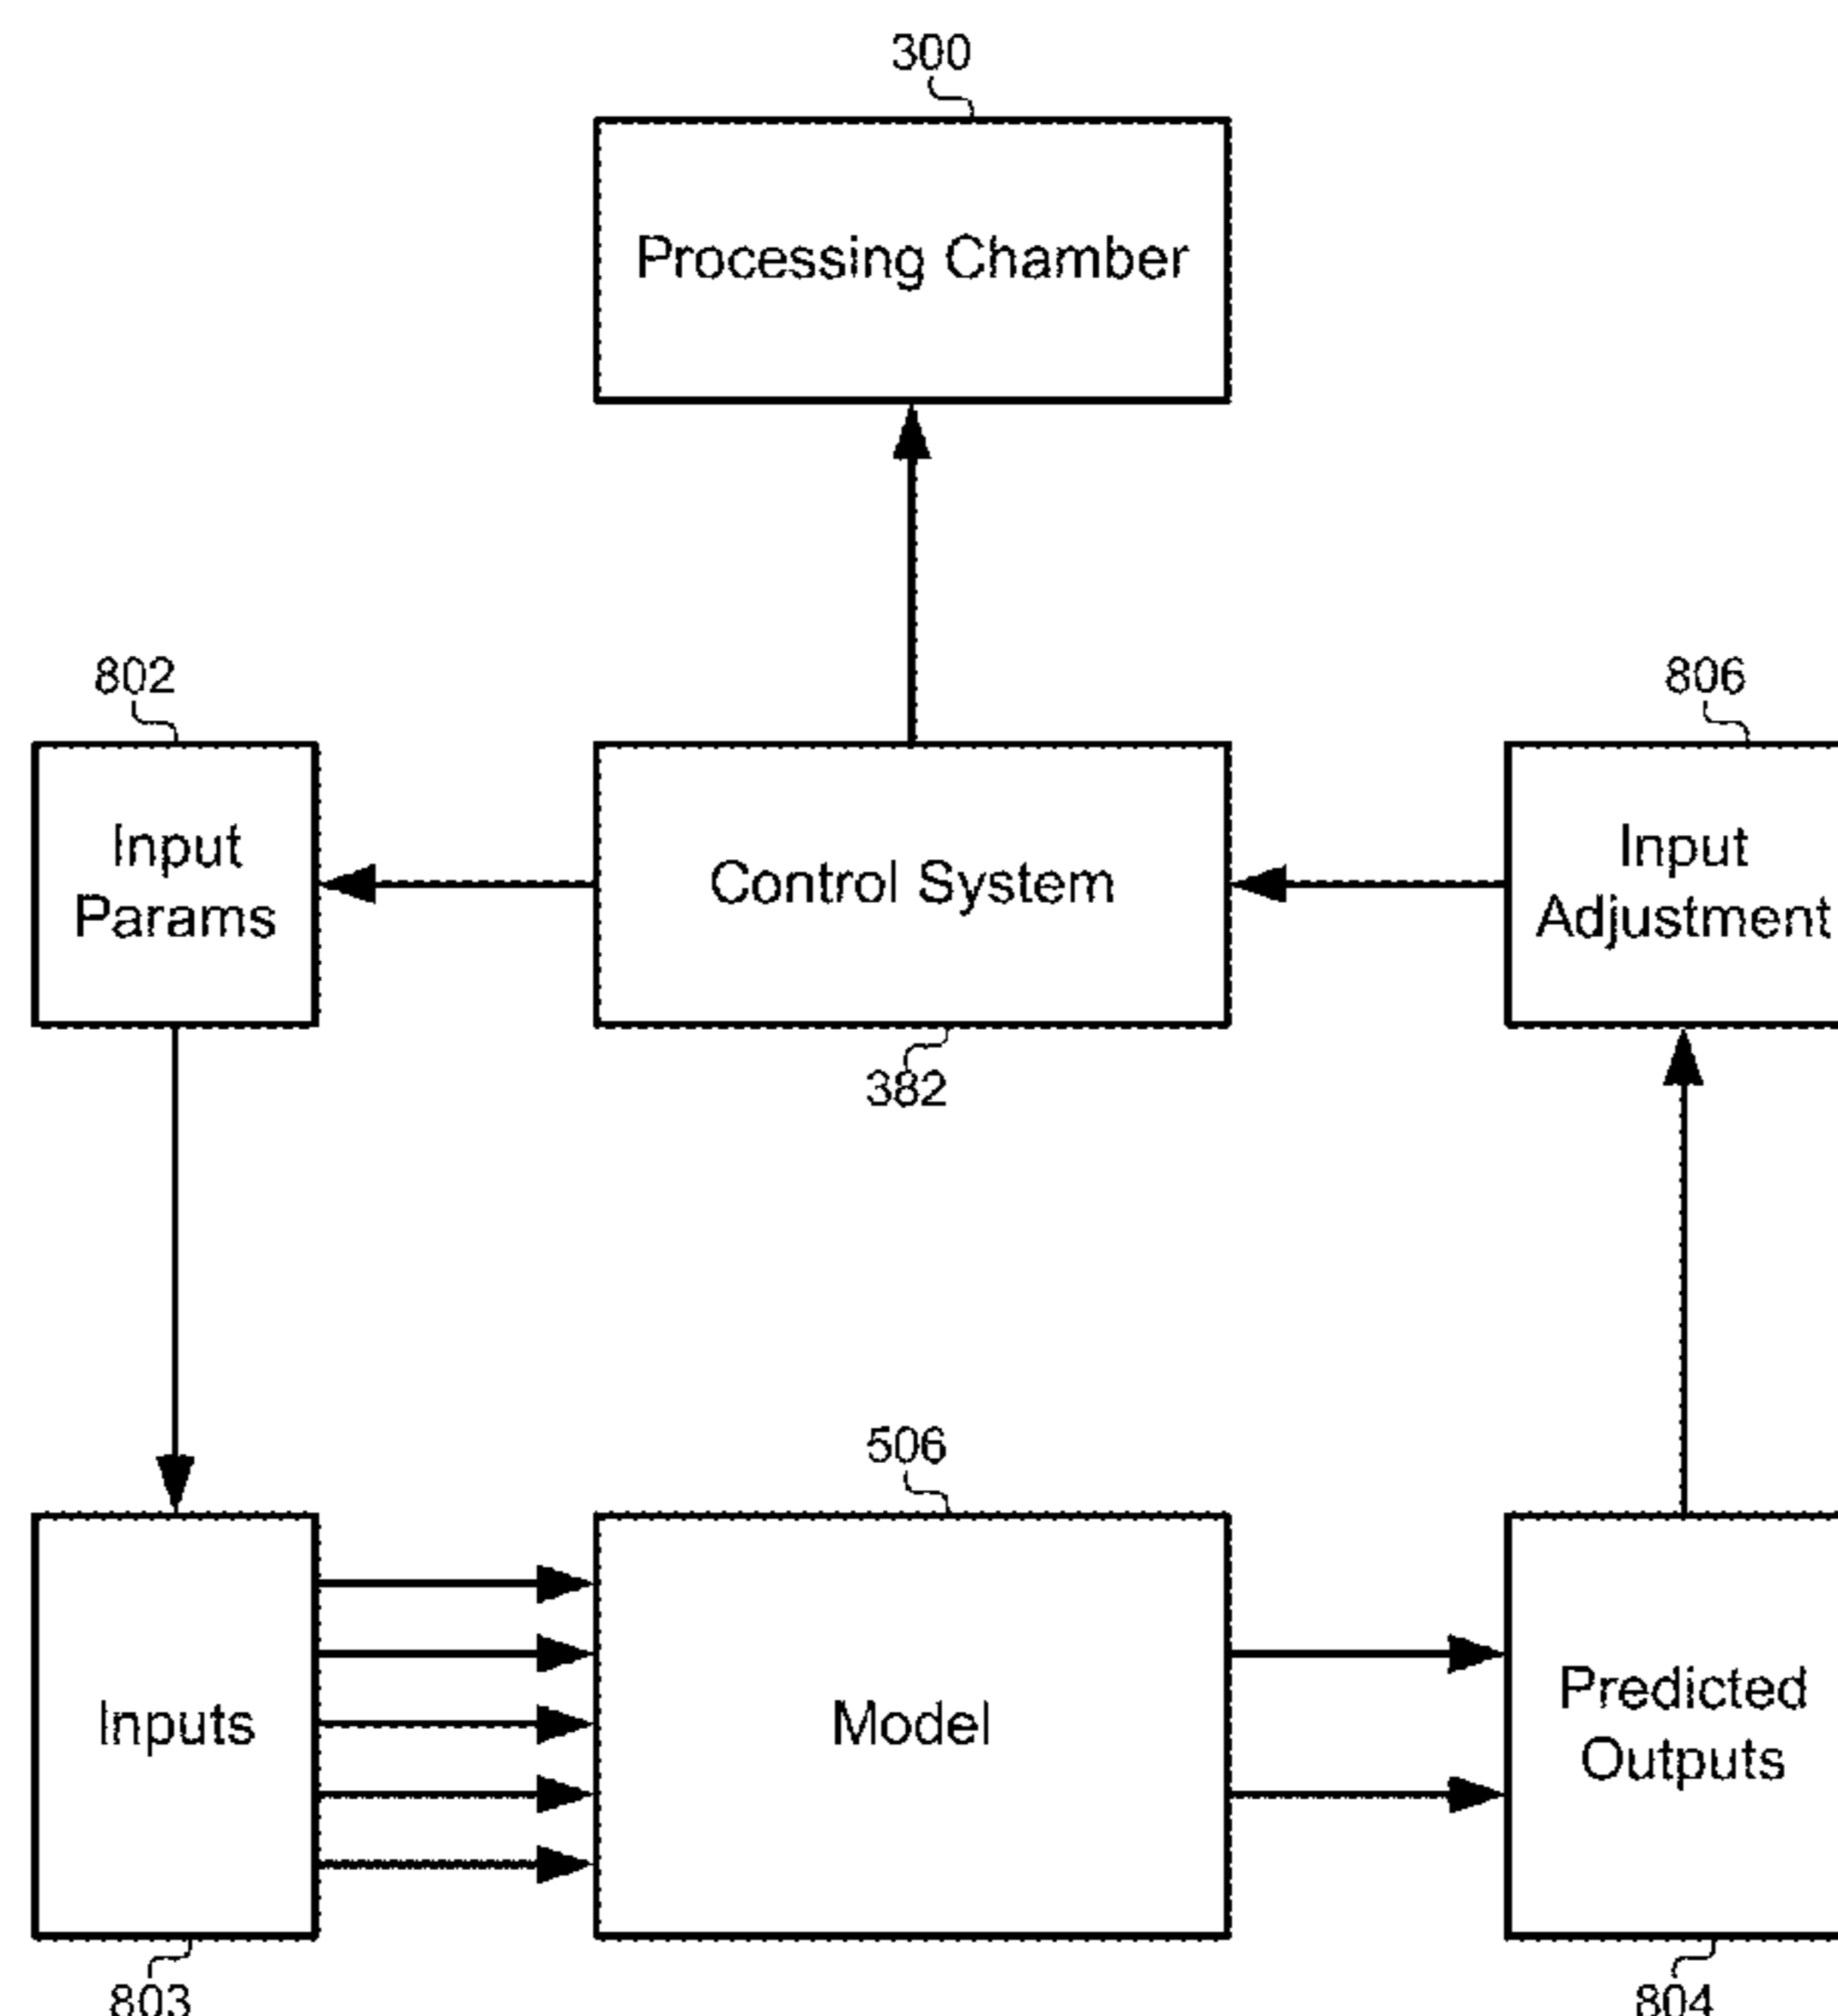 300
Processing Chamber
802
806
Input
Params
Control System
Input
Adjustment
382
506
Inputs
Model
Predicted
Outputs
803
804